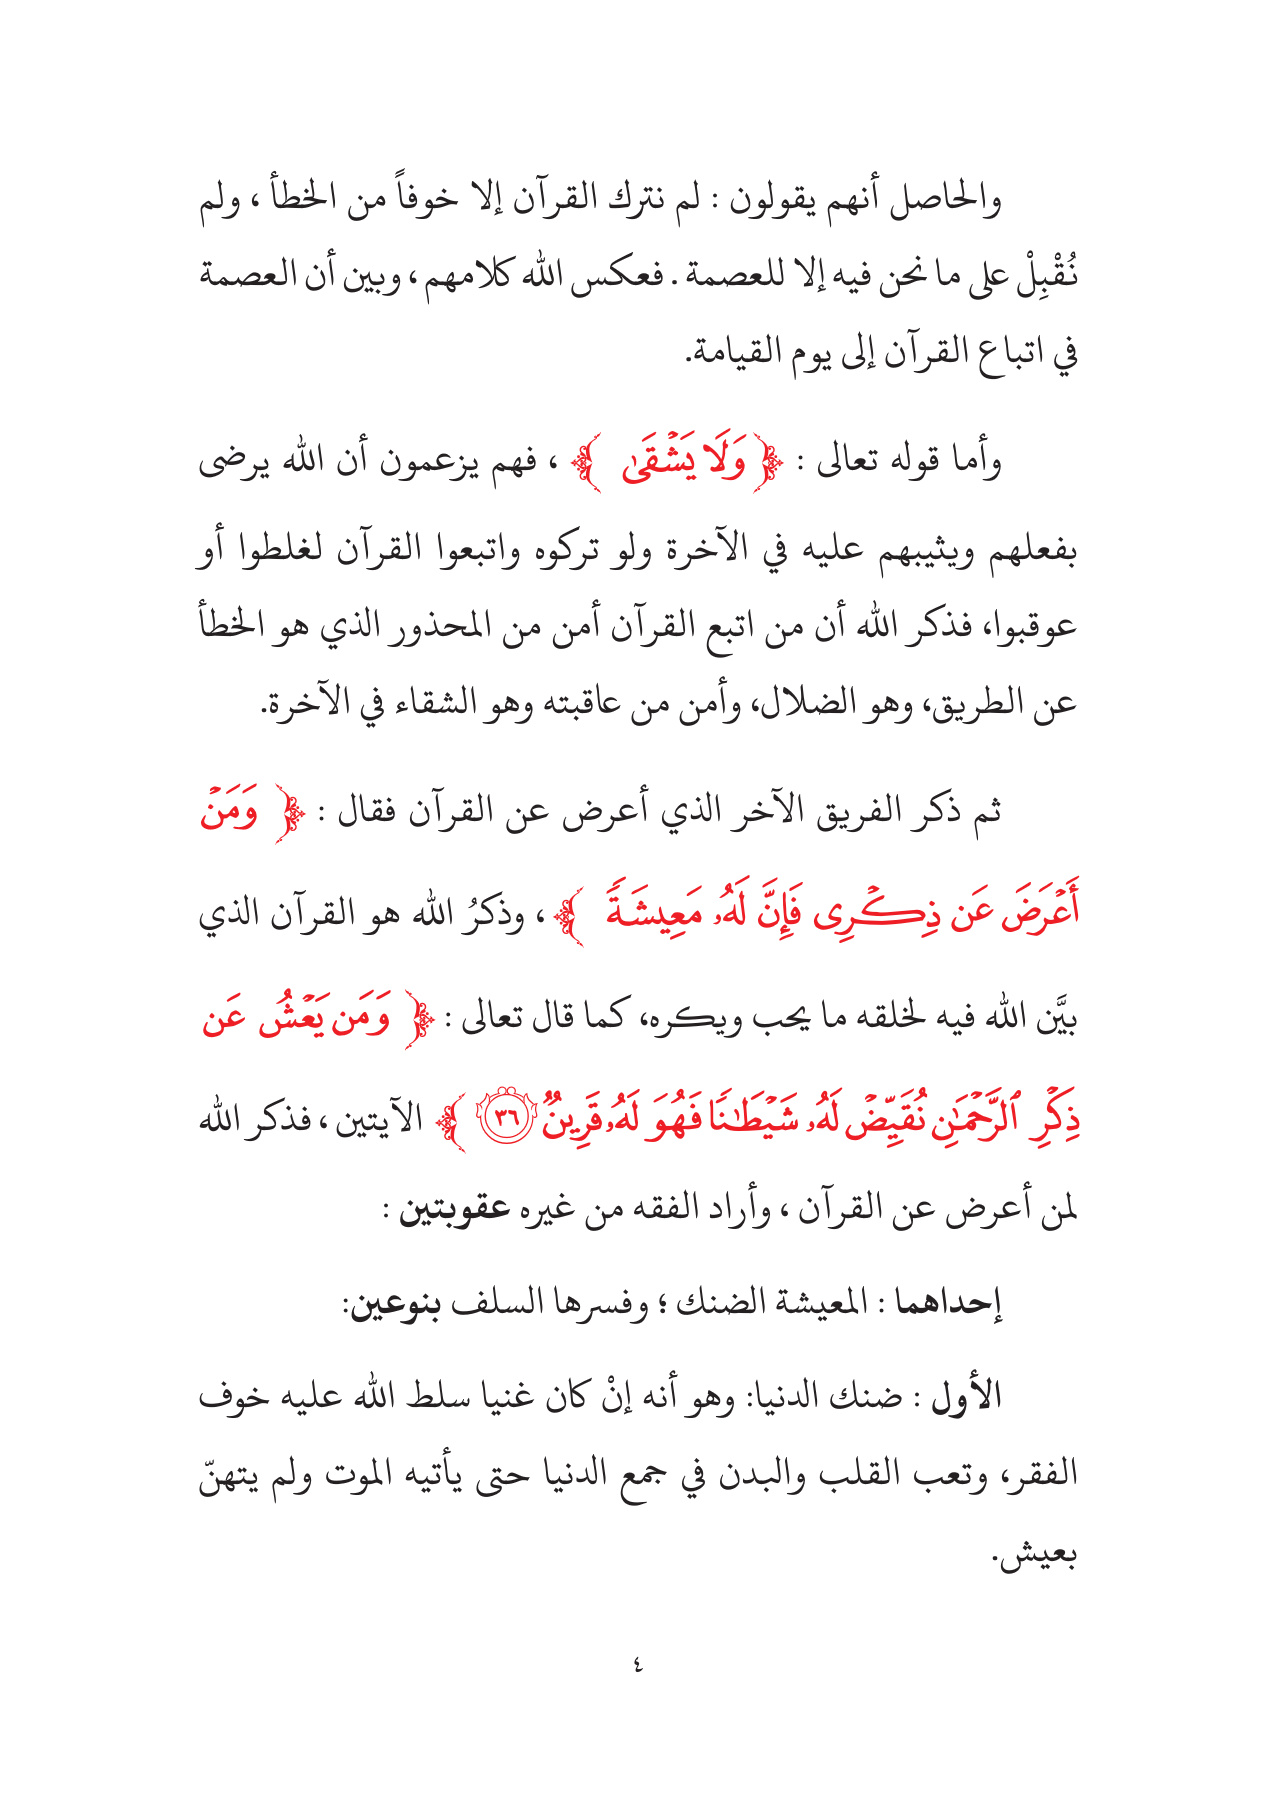 والحاصل أنهم يقولون : لم نترك القرآن إلا خوفاً من الخطأ ، ولم
نُقْبِلْ على ما نحن فيه إلا للعصمة . فعكس الله كلامهم ، وبين أن العصمة
في اتباع القرآن إلى يوم القيامة.
وأما قوله تعالى : ﴿ وَلَا يَشْقَىٰ ﴾ ، فهم يزعمون أن الله يرضى
بفعلهم ويثيبهم عليه في الآخرة ولو تركوه واتبعوا القرآن لغلطوا أو
عوقبوا، فذكر الله أن من اتبع القرآن أمن من المحذور الذي هو الخطأ
عن الطريق، وهو الضلال، وأمن من عاقبته وهو الشقاء في الآخرة.
ثم ذكر الفريق الآخر الذي أعرض عن القرآن فقال : ﴿ وَمَنْ
أَعْرَضَ عَن ذِكْرِى فَإِنَّ لَهُۥ مَعِيشَةً ﴾ ، وذكرُ الله هو القرآن الذي
بيَّن الله فيه لخلقه ما يحب ويكره، كما قال تعالى : ﴿ وَمَن يَعْشُ عَن
ذِكْرِ ٱلرَّحْمَٰنِ نُقَيِّضْ لَهُۥ شَيْطَٰنًا فَهُوَ لَهُۥ قَرِينٌ ٣٦ ﴾ الآيتين ، فذكر الله
لمن أعرض عن القرآن ، وأراد الفقه من غيره عقوبتين :
إحداهما : المعيشة الضنك ؛ وفسرها السلف بنوعين:
الأول : ضنك الدنيا: وهو أنه إنْ كان غنيا سلط الله عليه خوف
الفقر، وتعب القلب والبدن في جمع الدنيا حتى يأتيه الموت ولم يتهنّ
بعيش.
٤